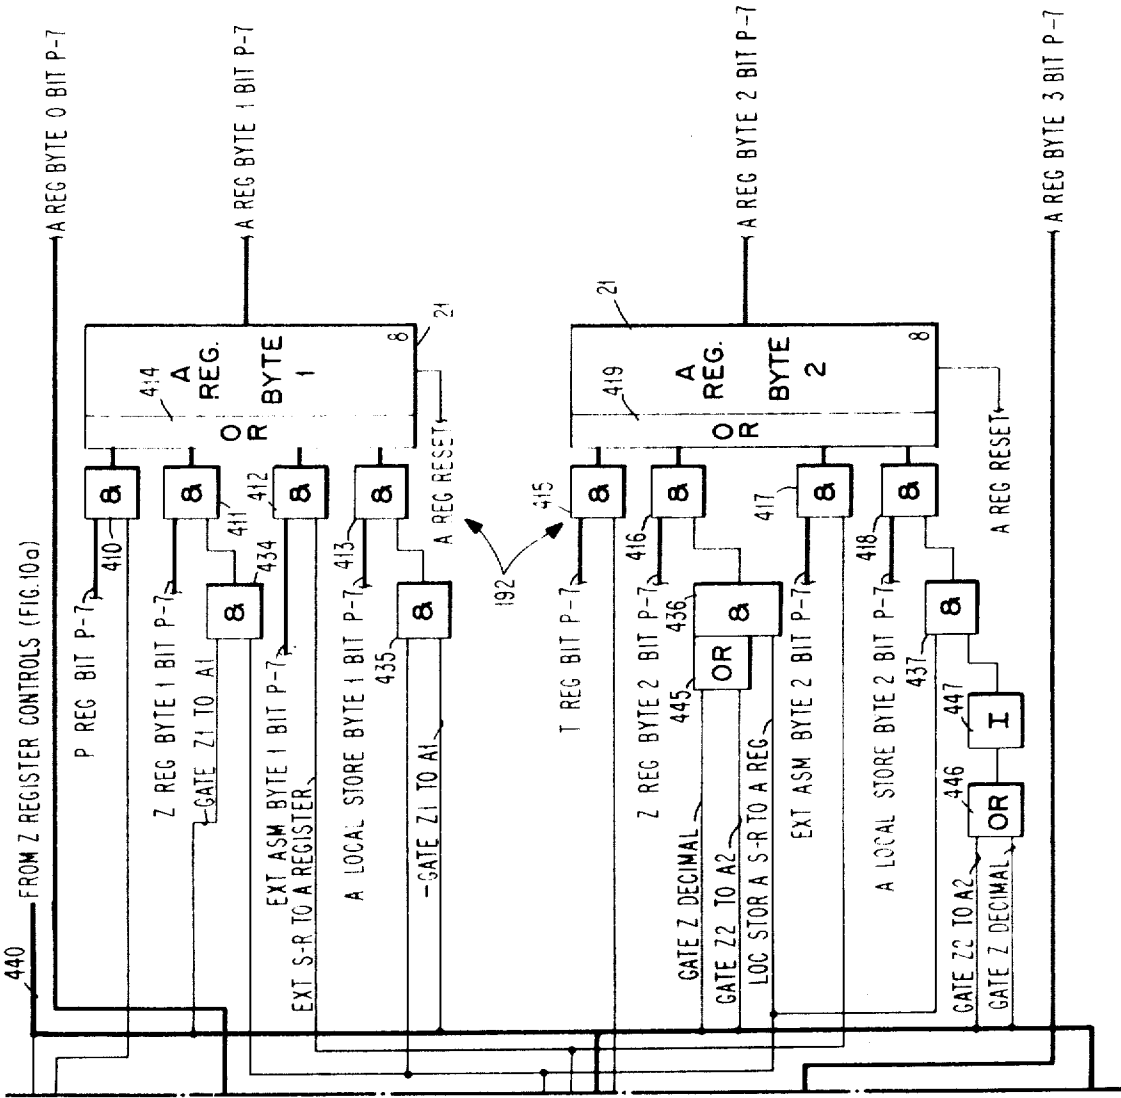 440
FROM Z REGISTER CONTROLS (FIG.10a)
A REG BYTE 0 BIT P-7
P REG BIT P-7
410
&
Z REG BYTE 1 BIT P-7
411
&
GATE Z1 TO A1
434
&
EXT ASM BYTE 1 BIT P-7
412
&
EXT S-R TO A REGISTER
A LOCAL STORE BYTE 1 BIT P-7
413
&
435
&
-GATE Z1 TO A1
414
OR
A REG. BYTE 1
8
21
A REG BYTE 1 BIT P-7
A REG RESET
192
T REG BIT P-7
415
&
Z REG BYTE 2 BIT P-7
416
&
436
&
445
OR
GATE Z DECIMAL
GATE Z2 TO A2
LOC STOR A S-R TO A REG
EXT ASM BYTE 2 BIT P-7
417
&
A LOCAL STORE BYTE 2 BIT P-7
418
&
437
&
447
I
446
OR
GATE Z2 TO A2
GATE Z DECIMAL
419
OR
A REG. BYTE 2
8
21
A REG BYTE 2 BIT P-7
A REG RESET
A REG BYTE 3 BIT P-7